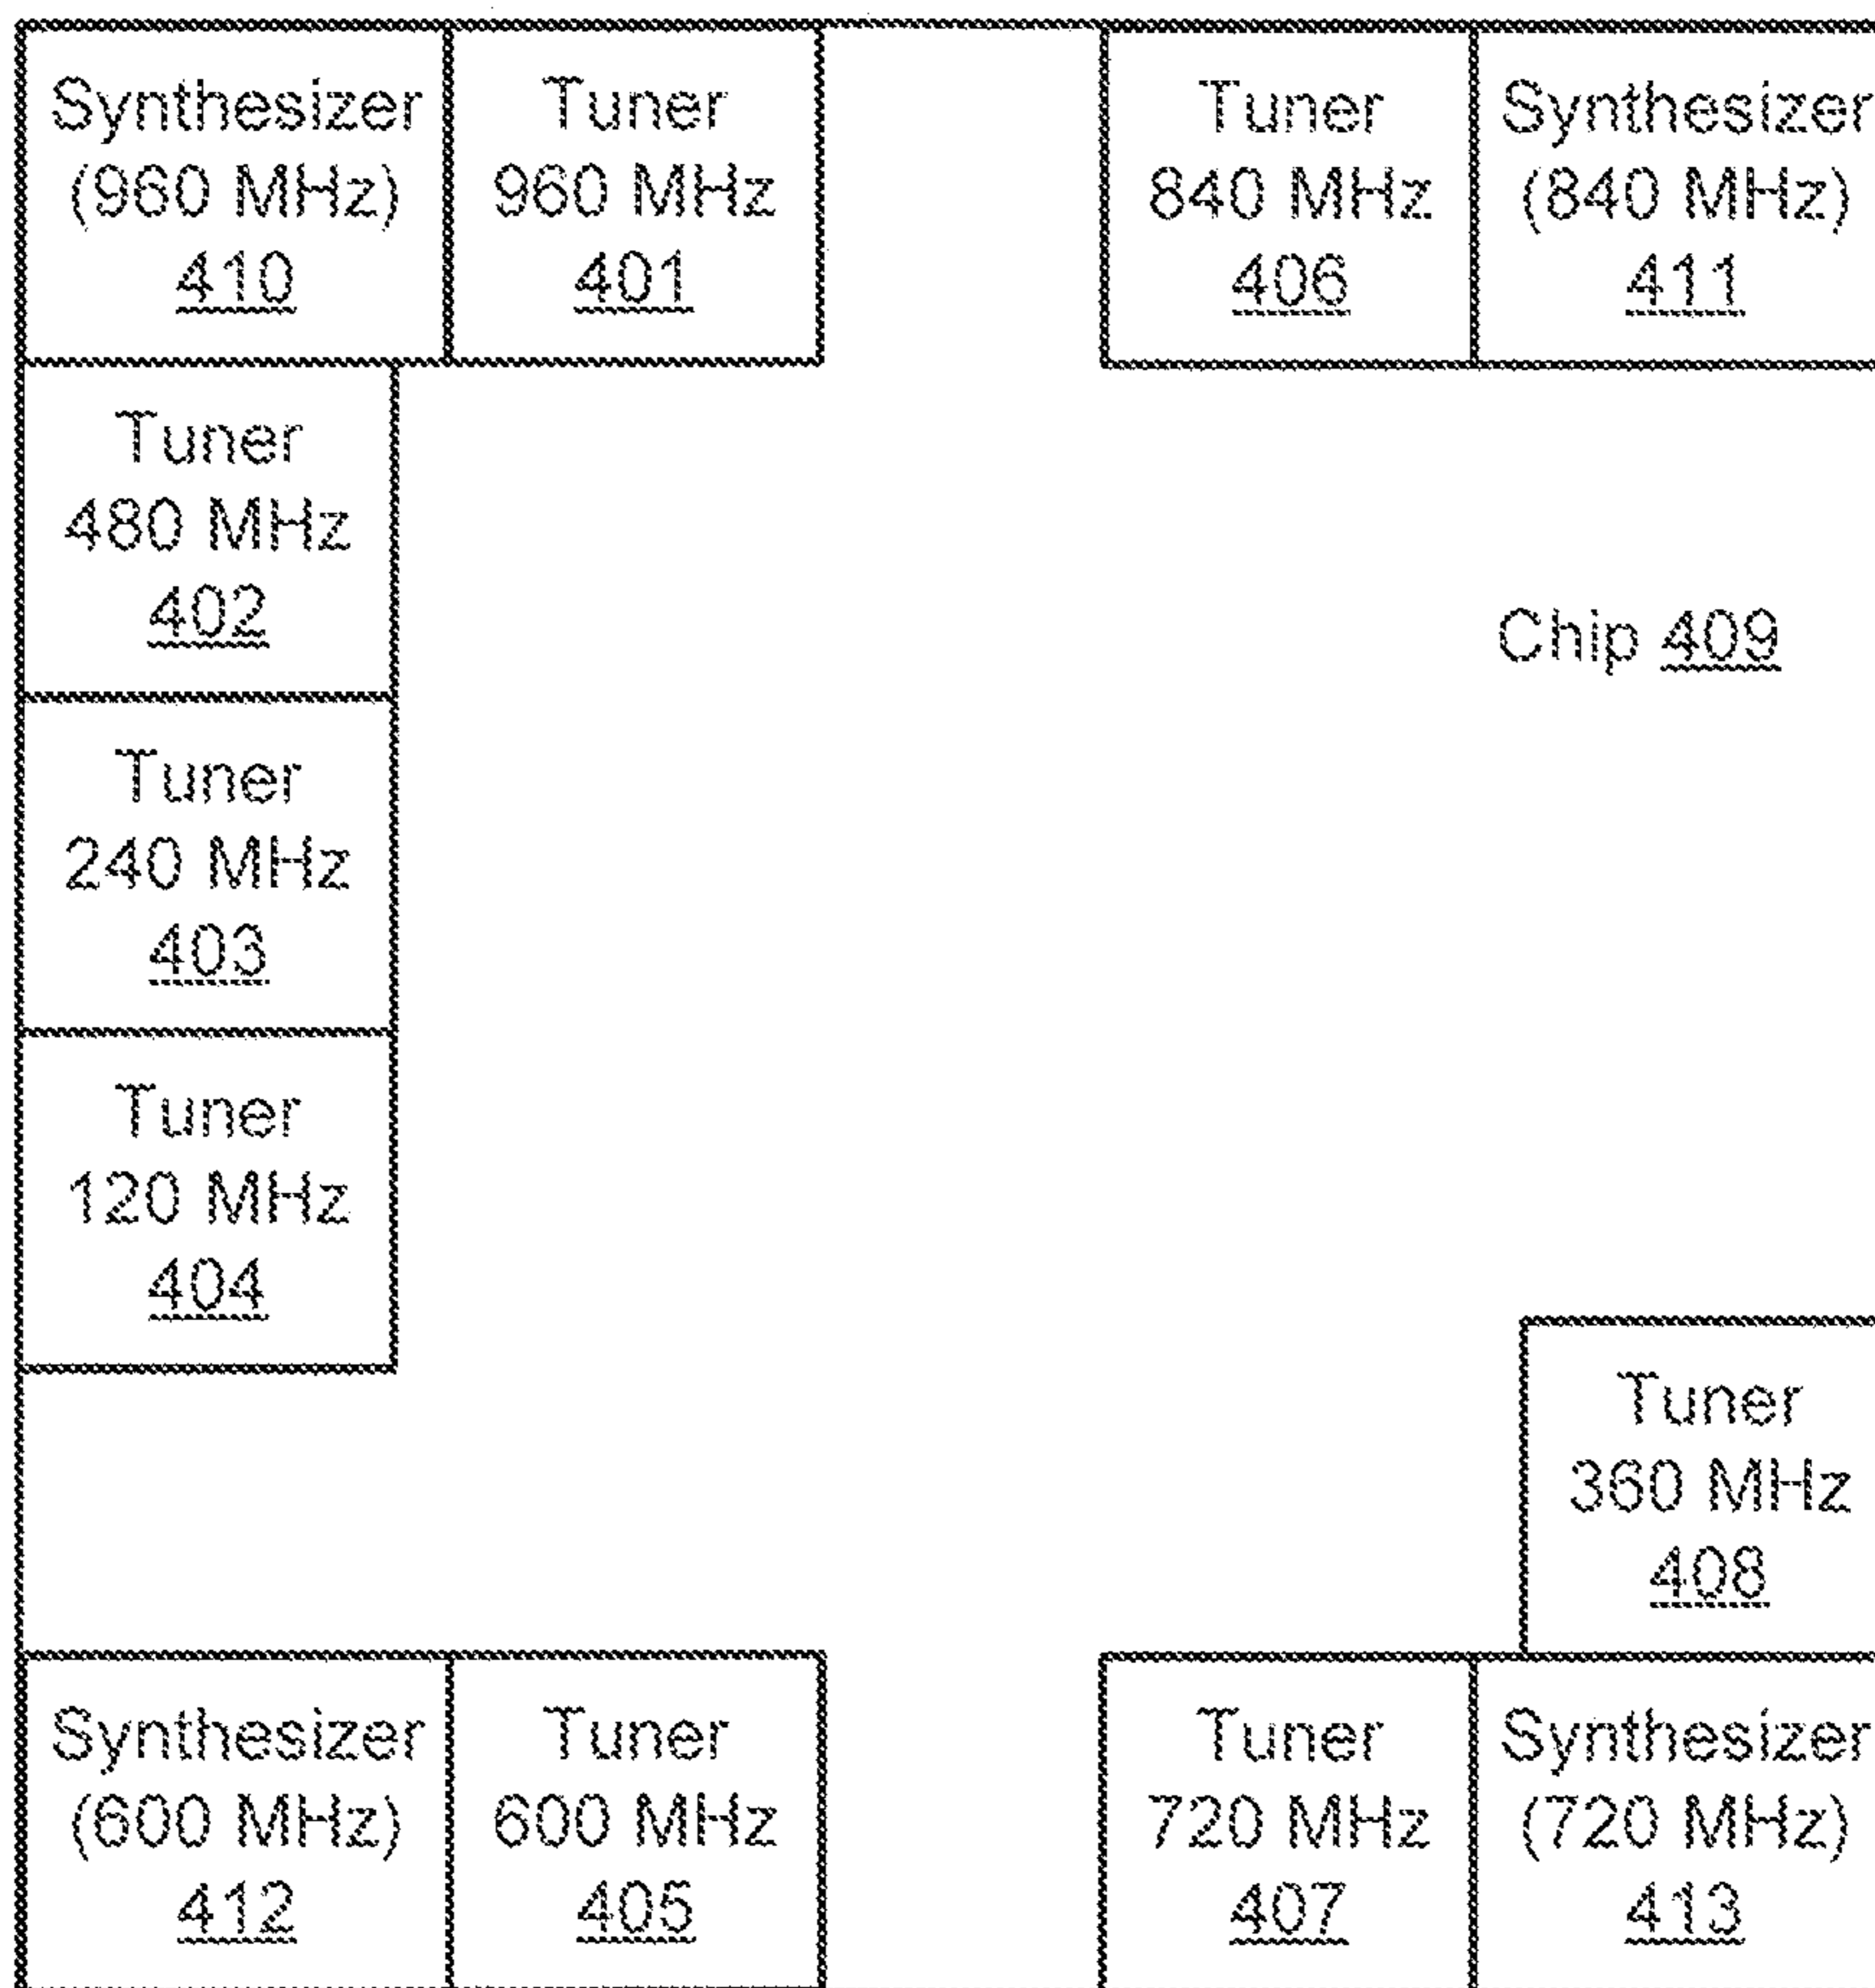 Synthesizer
(960 MHz)
410
Tuner
960 MHz
401
Tuner
840 MHz
406
Synthesizer
(840 MHz)
411
Tuner
480 MHz
402
Chip 409
Tuner
240 MHz
403
Tuner
120 MHz
404
Tuner
360 MHz
408
Synthesizer
(600 MHz)
412
Tuner
600 MHz
405
Tuner
720 MHz
407
Synthesizer
(720 MHz)
413